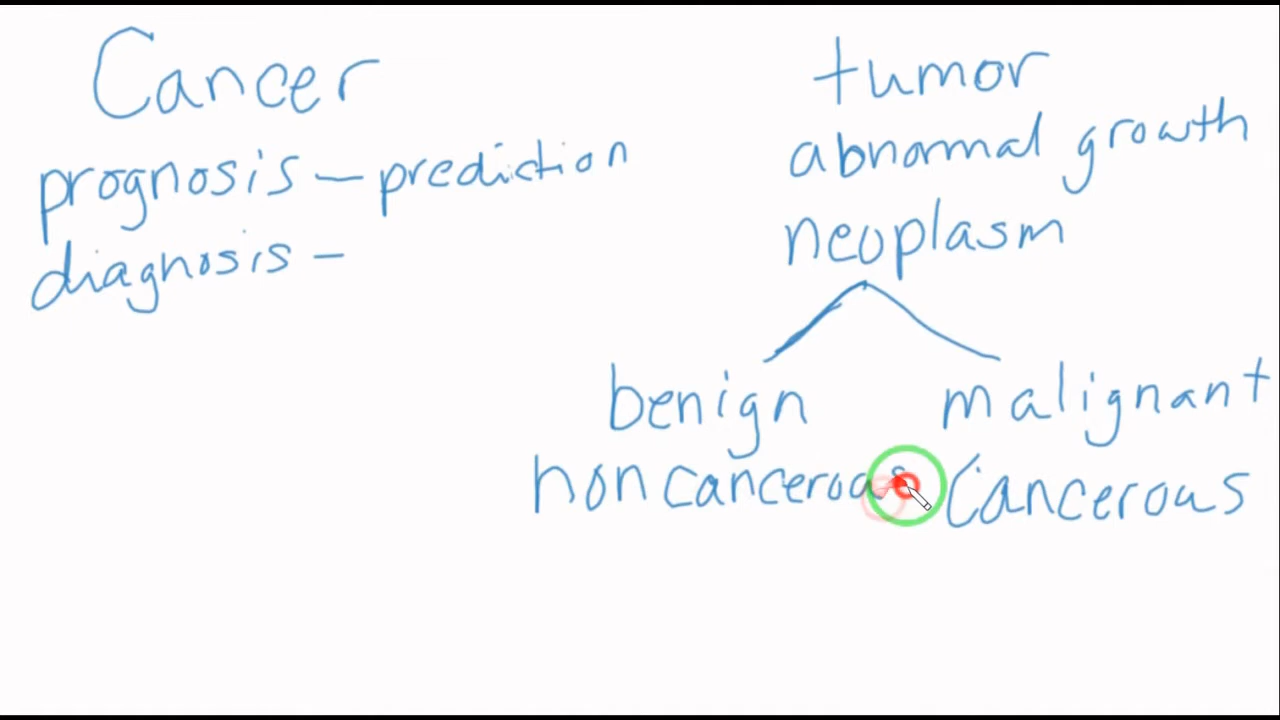 Cancer
prognosis – prediction
diagnosis –
tumor
abnormal growth
neoplasm
benign
malignant
noncancerous
Cancerous